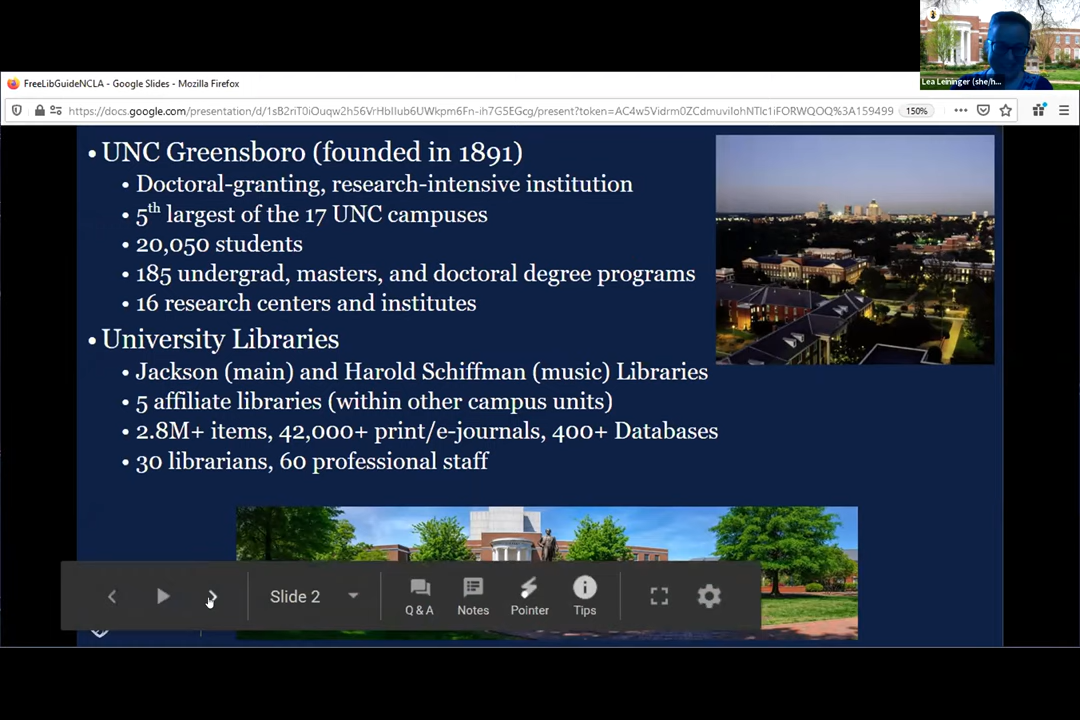 Lea Leininger (she/h...
FreeLibGuideNCLA - Google Slides - Mozilla Firefox
https://docs.google.com/presentation/d/1sB2riT0iOuqw2h56VrHbIIub6UWkpm6Fn-ih7G5EGcg/present?token=AC4w5Vidrm0ZCdmuviIohNTlc1iFORWQOQ%3A159499
150%
• UNC Greensboro (founded in 1891)
• Doctoral-granting, research-intensive institution
• 5th largest of the 17 UNC campuses
• 20,050 students
• 185 undergrad, masters, and doctoral degree programs
• 16 research centers and institutes
• University Libraries
• Jackson (main) and Harold Schiffman (music) Libraries
• 5 affiliate libraries (within other campus units)
• 2.8M+ items, 42,000+ print/e-journals, 400+ Databases
• 30 librarians, 60 professional staff
Slide 2
Q & A
Notes
Pointer
Tips